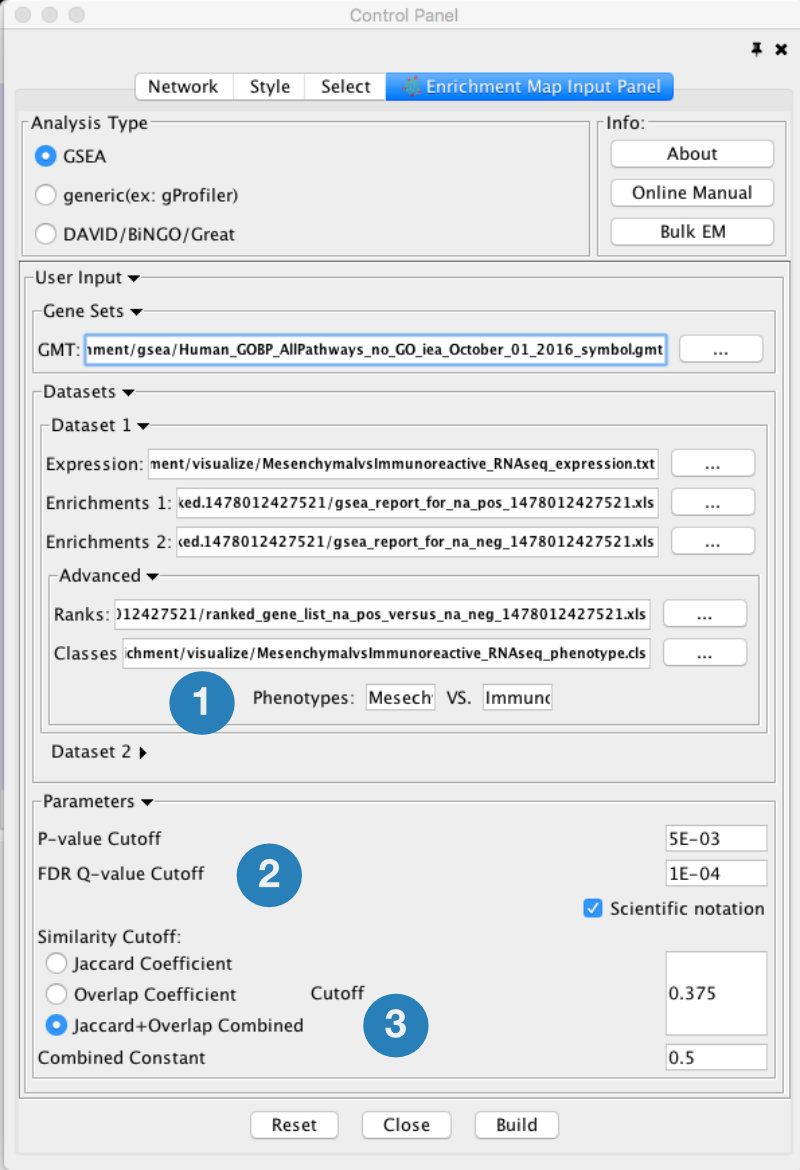 Control Panel
Network Style Select Enrichment Map Input Panel
Analysis Type
GSEA
generic(ex: gProfiler)
DAVID/BiNGO/Great
Info:
About
Online Manual
Bulk EM
User Input
Gene Sets
GMT: ment/gsea/Human_GOBP_AllPathways_no_GO_iea_October_01_2016_symbol.gmt ...
Datasets
Dataset 1
Expression: ment/visualize/MesenchymalvsImmunoreactive_RNAseq_expression.txt ...
Enrichments 1: ked.1478012427521/gsea_report_for_na_pos_1478012427521.xls ...
Enrichments 2: ked.1478012427521/gsea_report_for_na_neg_1478012427521.xls ...
Advanced
Ranks: 012427521/ranked_gene_list_na_pos_versus_na_neg_1478012427521.xls ...
Classes ichment/visualize/MesenchymalvsImmunoreactive_RNAseq_phenotype.cls ...
1 Phenotypes: Mesech VS. Immuno
Dataset 2
Parameters
P-value Cutoff 5E-03
FDR Q-value Cutoff 2 1E-04
Scientific notation
Similarity Cutoff:
Jaccard Coefficient
Overlap Coefficient Cutoff 0.375
Jaccard+Overlap Combined 3
Combined Constant 0.5
Reset Close Build